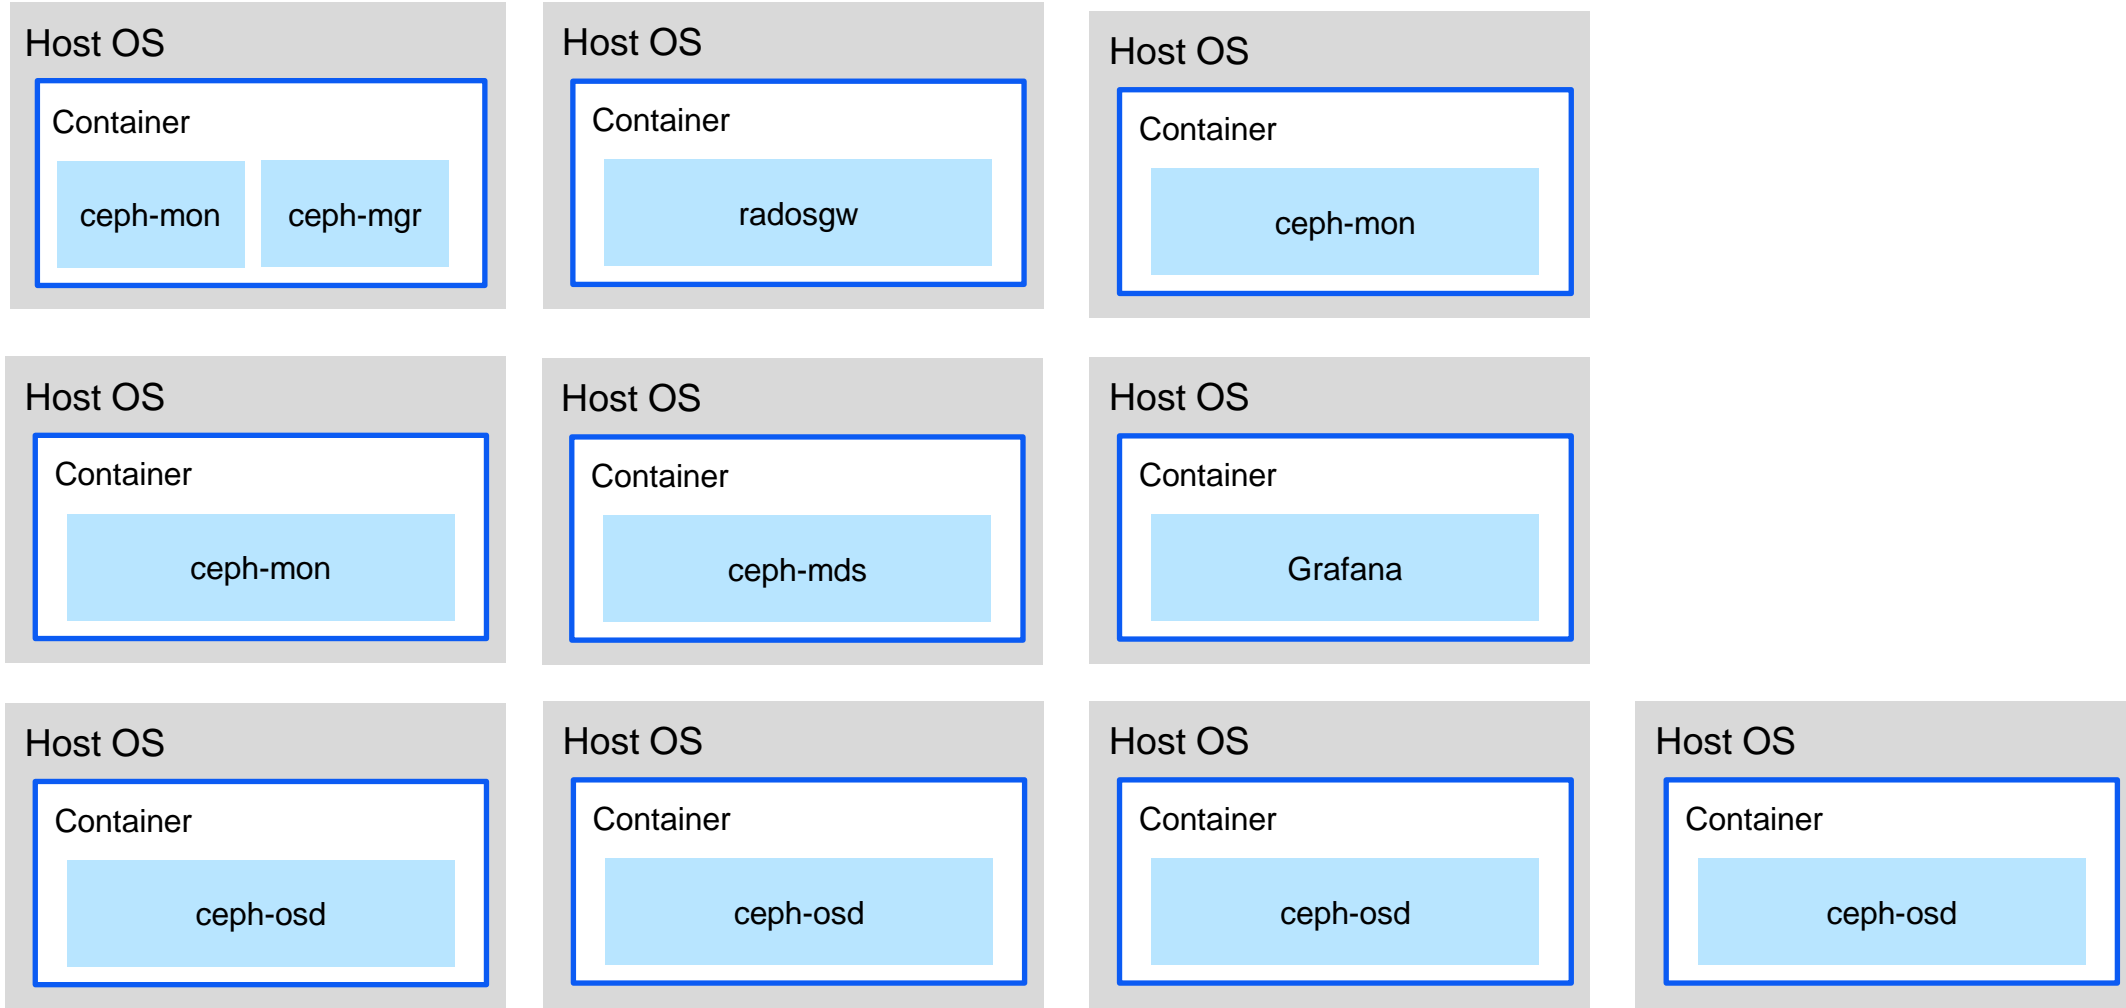 Host OS
Container
ceph-mon
ceph-mgr
Host OS
Container
radosgw
Host OS
Container
ceph-mon
Host OS
Container
ceph-mon
Host OS
Container
ceph-mds
Host OS
Container
Grafana
Host OS
Container
ceph-osd
Host OS
Container
ceph-osd
Host OS
Container
ceph-osd
Host OS
Container
ceph-osd